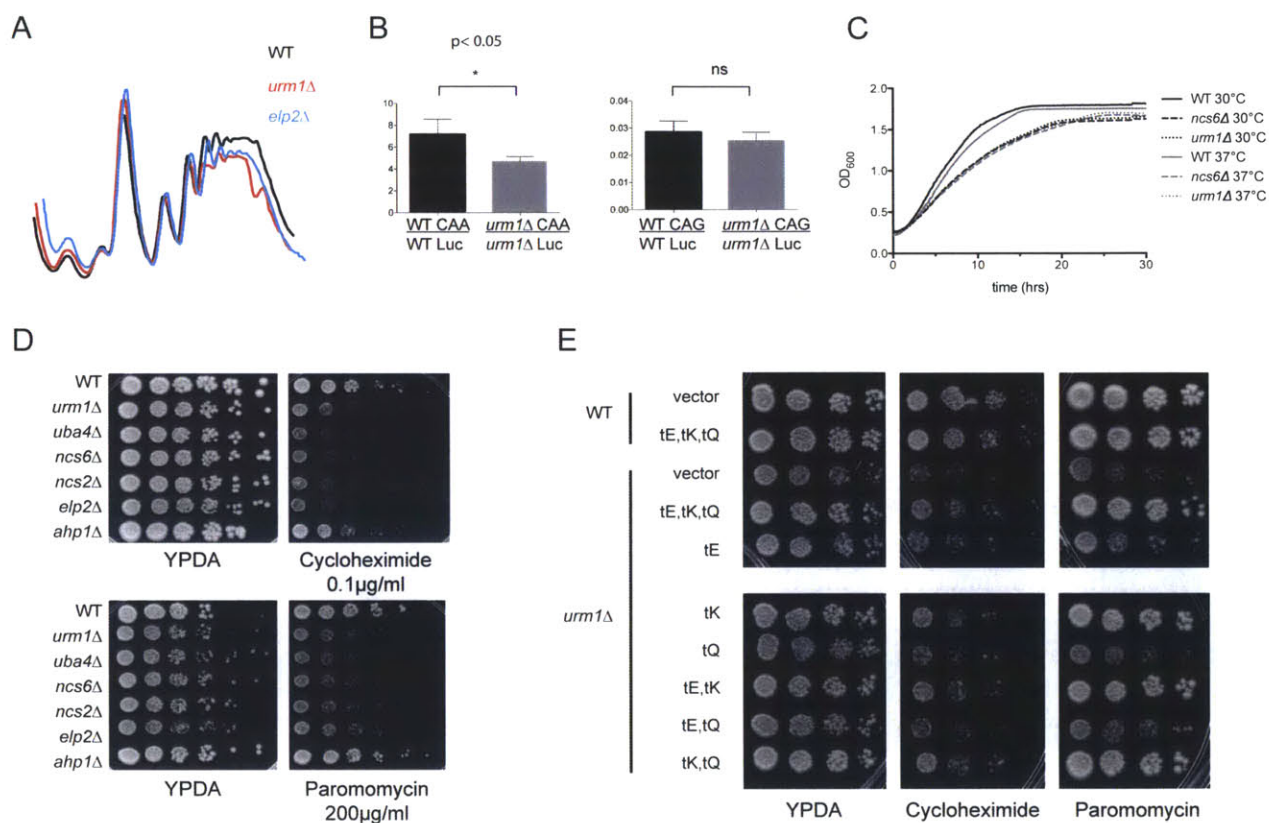 A
WT
urm1Δ
elp2Δ
B
p< 0.05
*
10
8
6
4
2
0
WT CAA
urm1Δ CAA
WT Luc
urm1Δ Luc
ns
0.04
0.03
0.02
0.01
0.00
WT CAG
urm1Δ CAG
WT Luc
urm1Δ Luc
C
2.0
1.5
1.0
0.5
0.0
OD600
0
10
20
30
time (hrs)
WT 30°C
ncs6Δ 30°C
urm1Δ 30°C
WT 37°C
ncs6Δ 37°C
urm1Δ 37°C
D
WT
urm1Δ
uba4Δ
ncs6Δ
ncs2Δ
elp2Δ
ahp1Δ
YPDA
Cycloheximide
0.1µg/ml
WT
urm1Δ
uba4Δ
ncs6Δ
ncs2Δ
elp2Δ
ahp1Δ
YPDA
Paromomycin
200µg/ml
E
WT
vector
tE,tK,tQ
urm1Δ
vector
tE,tK,tQ
tE
tK
tQ
tE,tK
tE,tQ
tK,tQ
YPDA
Cycloheximide
Paromomycin